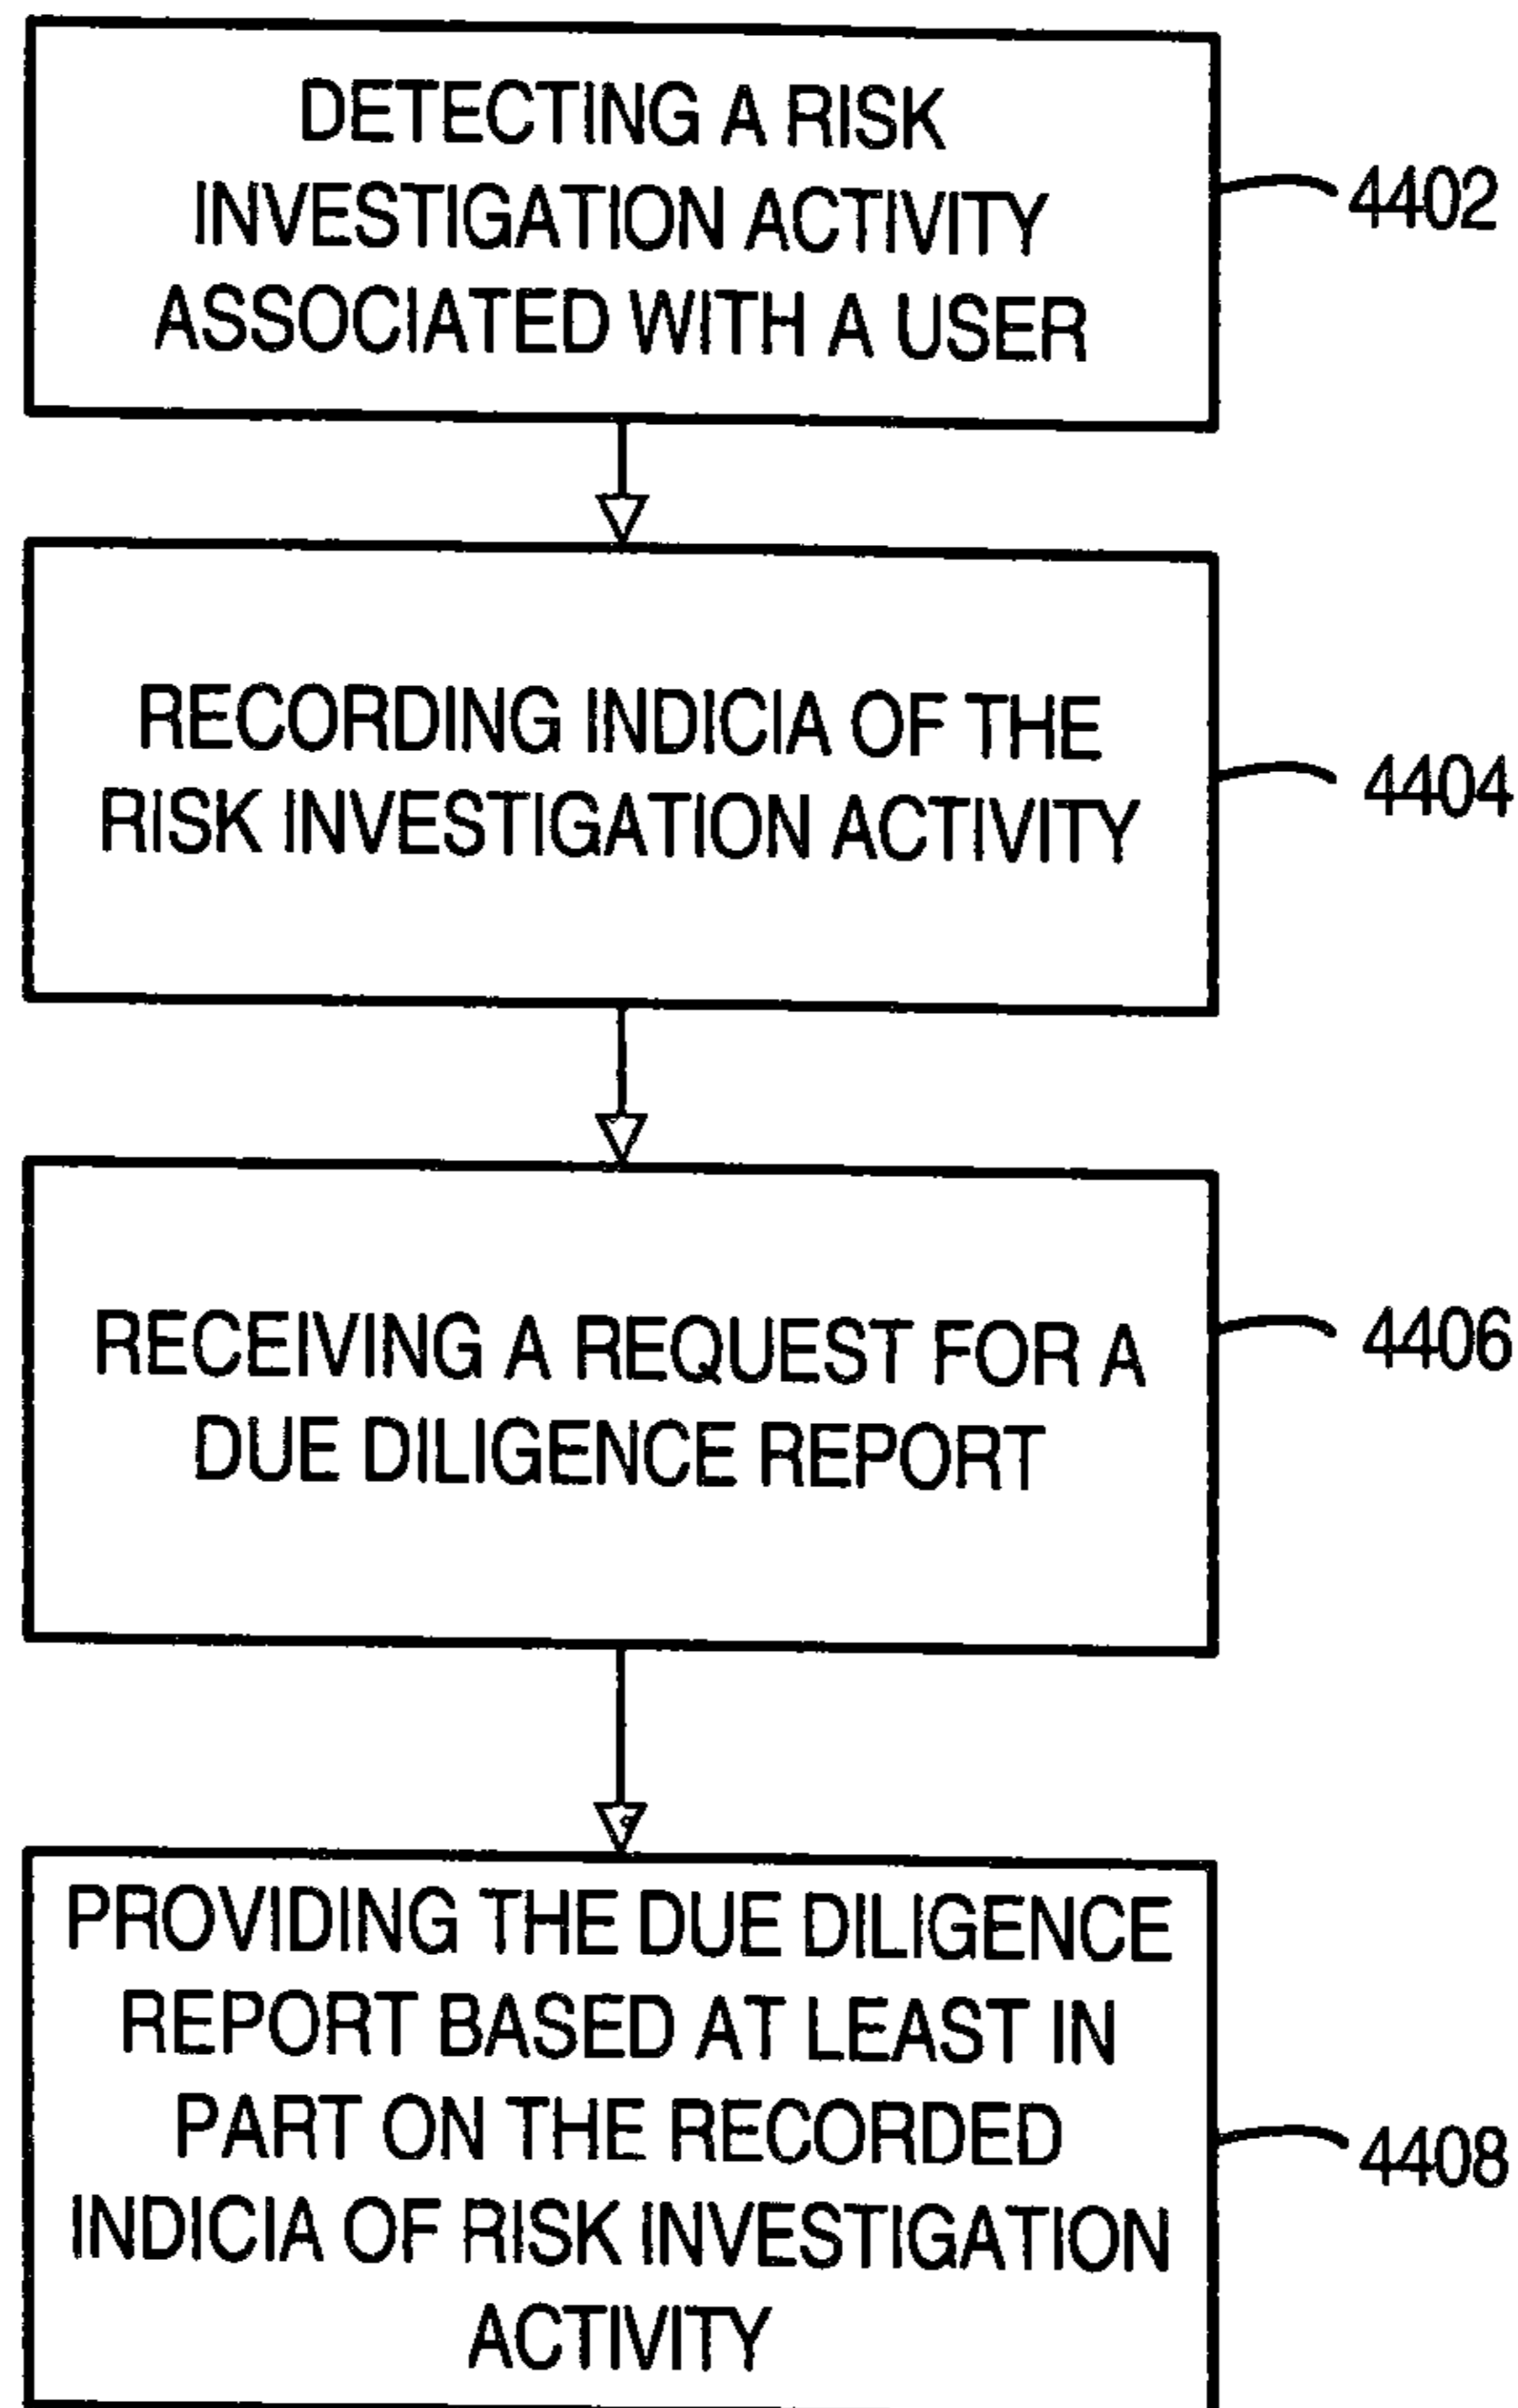 DETECTING A RISK
INVESTIGATION ACTIVITY
ASSOCIATED WITH A USER
4402
RECORDING INDICIA OF THE
RISK INVESTIGATION ACTIVITY
4404
RECEIVING A REQUEST FOR A
DUE DILIGENCE REPORT
4406
PROVIDING THE DUE DILIGENCE
REPORT BASED AT LEAST IN
PART ON THE RECORDED
INDICIA OF RISK INVESTIGATION
ACTIVITY
4408